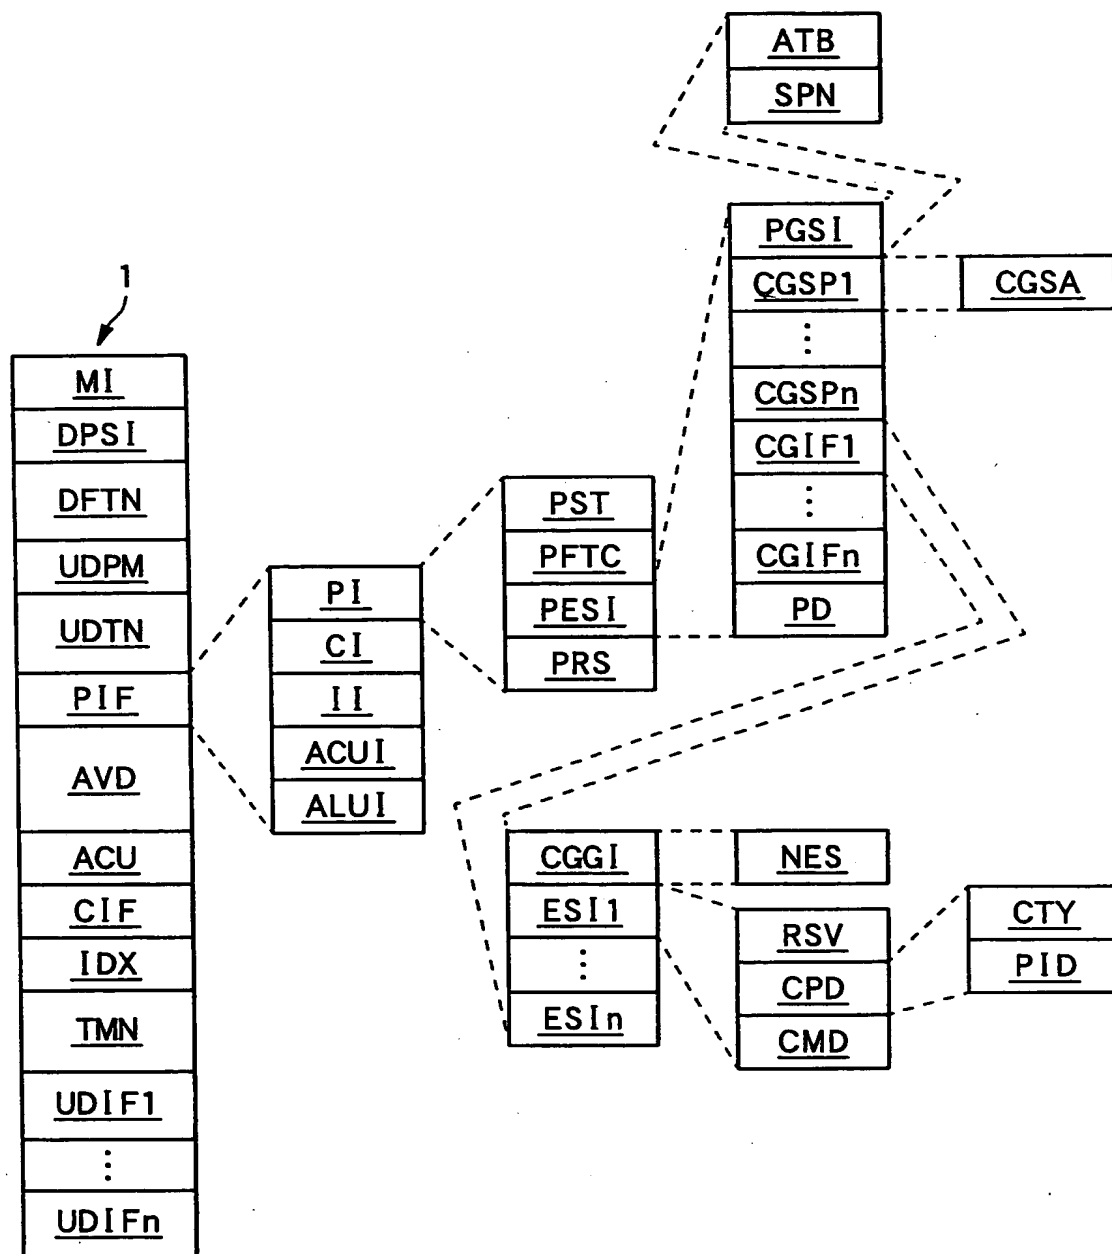 ATB
SPN
PGSI
CGSP1
⋮
CGSPn
CGIF1
⋮
CGIFn
PD
CGSA
1
MI
DPSI
DFTN
UDPM
UDTN
PIF
AVD
ACU
CIF
IDX
TMN
UDIF1
⋮
UDIFn
PI
CI
II
ACUI
ALUI
PST
PFTC
PESI
PRS
CGGI
ESI1
⋮
ESIn
NES
RSV
CPD
CMD
CTY
PID